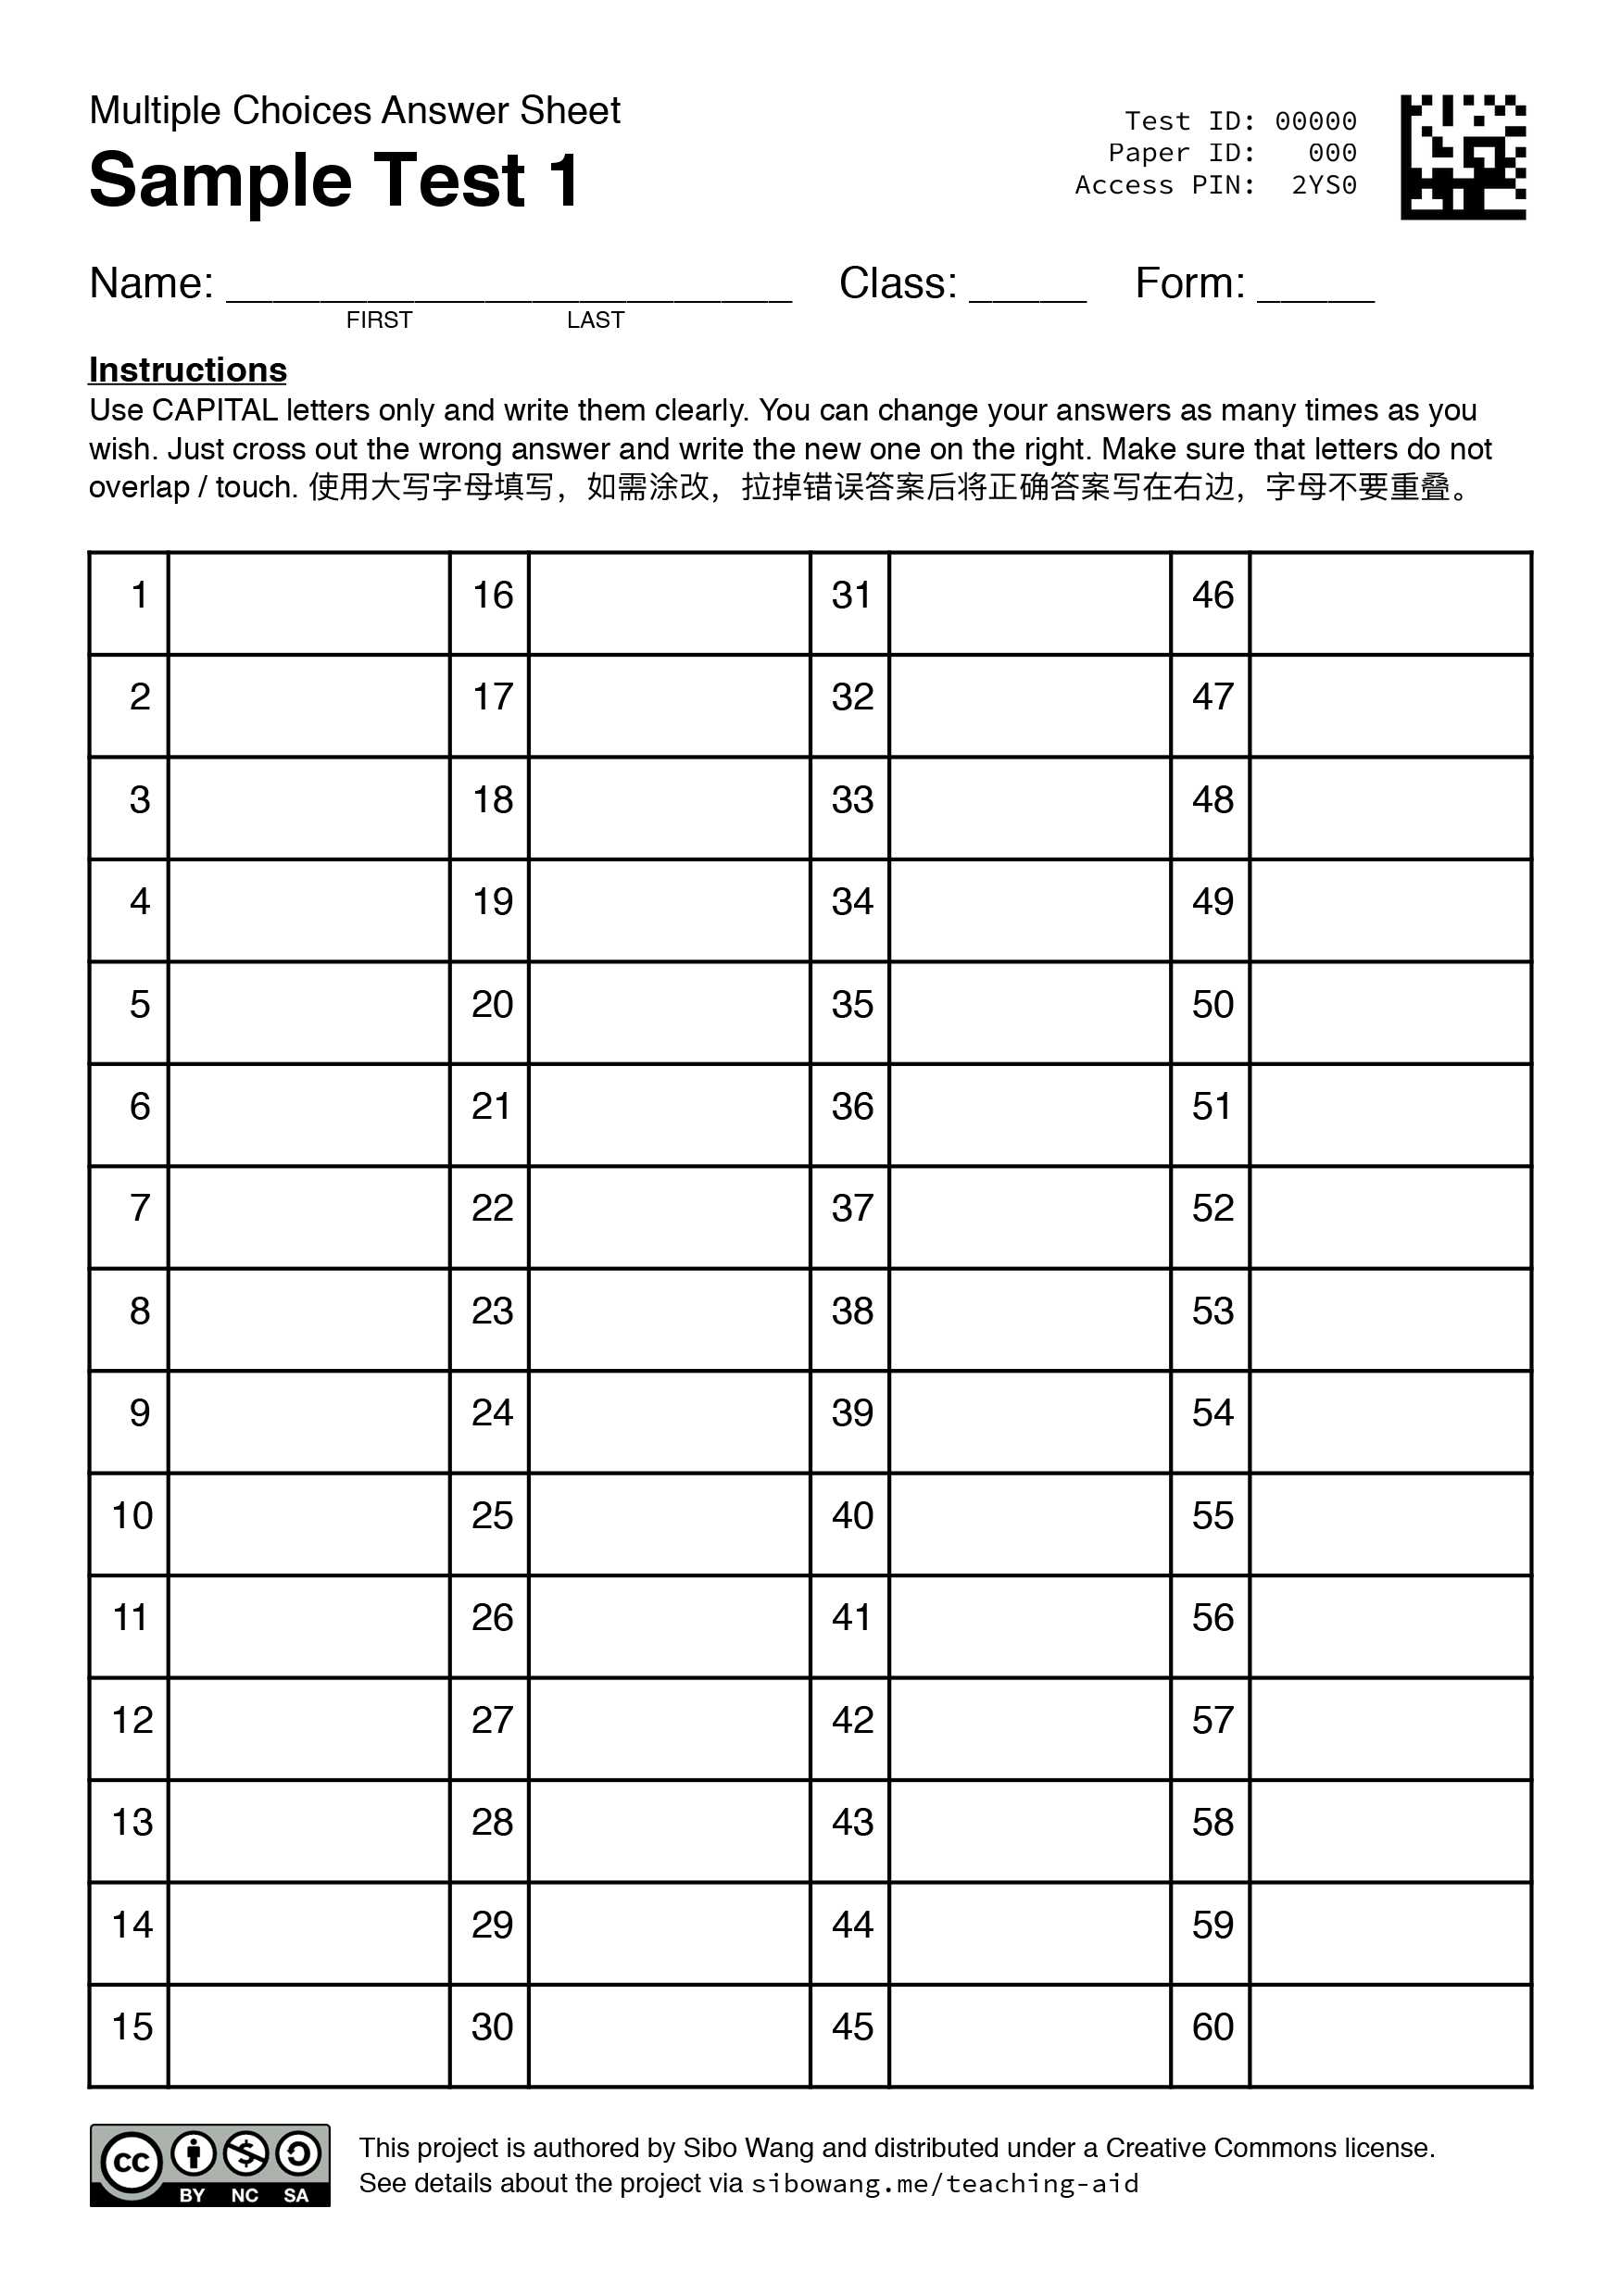 Multiple Choices Answer Sheet
Sample Test 1
Test ID: 00000
Paper ID: 000
Access PIN: 2YS0
Name: ________________________ Class: _____ Form: _____
FIRST LAST
Instructions
Use CAPITAL letters only and write them clearly. You can change your answers as many times as you
wish. Just cross out the wrong answer and write the new one on the right. Make sure that letters do not
overlap / touch. 使用大写字母填写，如需涂改，拉掉错误答案后将正确答案写在右边，字母不要重叠。
1 16 31 46
2 17 32 47
3 18 33 48
4 19 34 49
5 20 35 50
6 21 36 51
7 22 37 52
8 23 38 53
9 24 39 54
10 25 40 55
11 26 41 56
12 27 42 57
13 28 43 58
14 29 44 59
15 30 45 60
cc BY NC SA
This project is authored by Sibo Wang and distributed under a Creative Commons license.
See details about the project via sibowang.me/teaching-aid